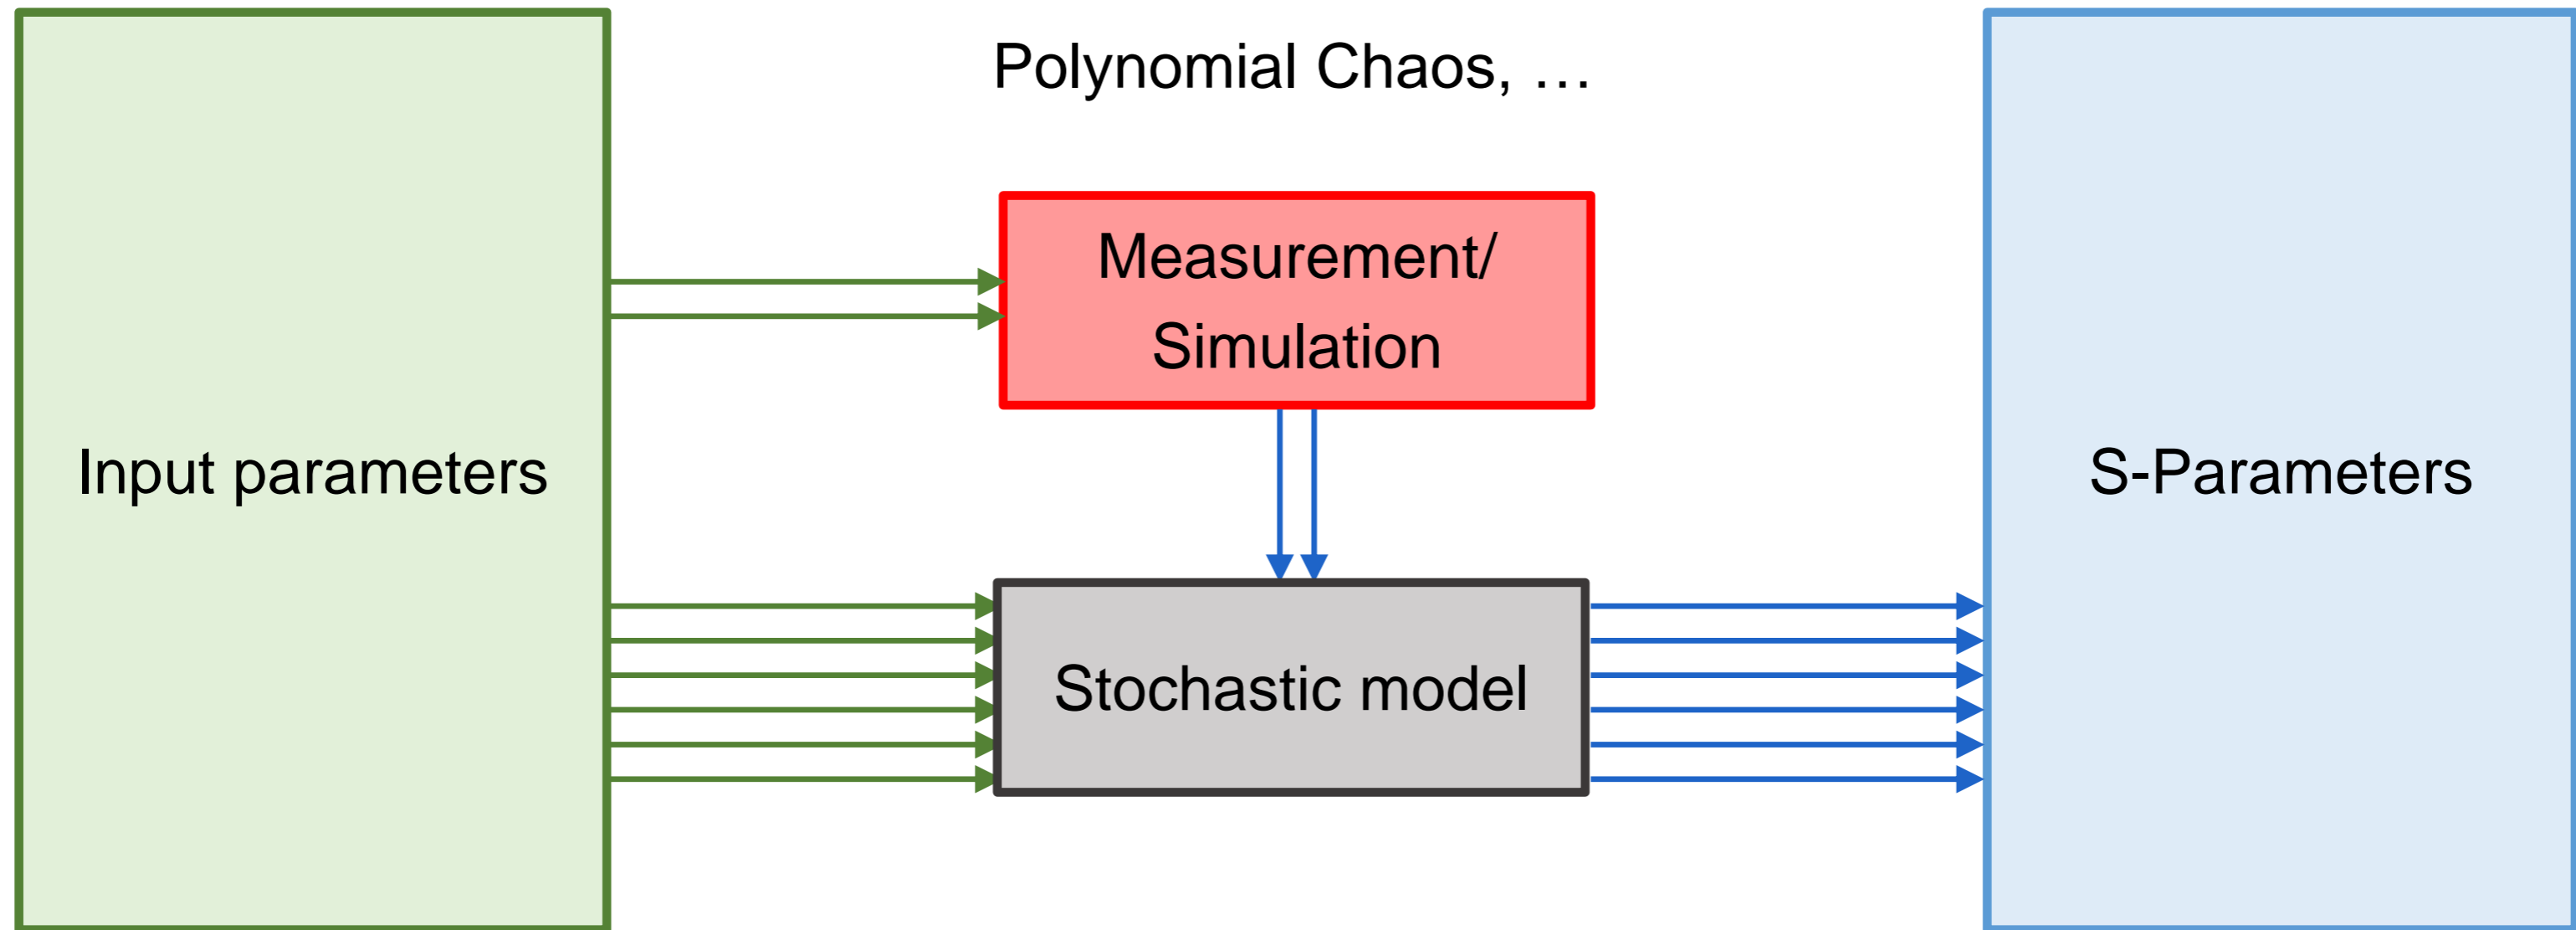 Polynomial Chaos, …
Measurement/
Simulation
Input parameters
S-Parameters
Stochastic model